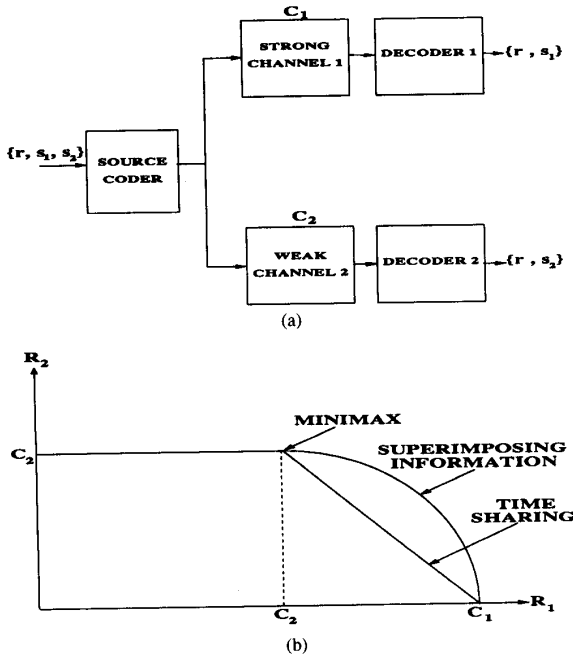 C1
STRONG
CHANNEL 1
DECODER 1
{r , s1}
{r, s1, s2}
SOURCE
CODER
C2
WEAK
CHANNEL 2
DECODER 2
{r , s2}
(a)
R2
MINIMAX
SUPERIMPOSING
INFORMATION
C2
TIME
SHARING
C2
C1
R1
(b)